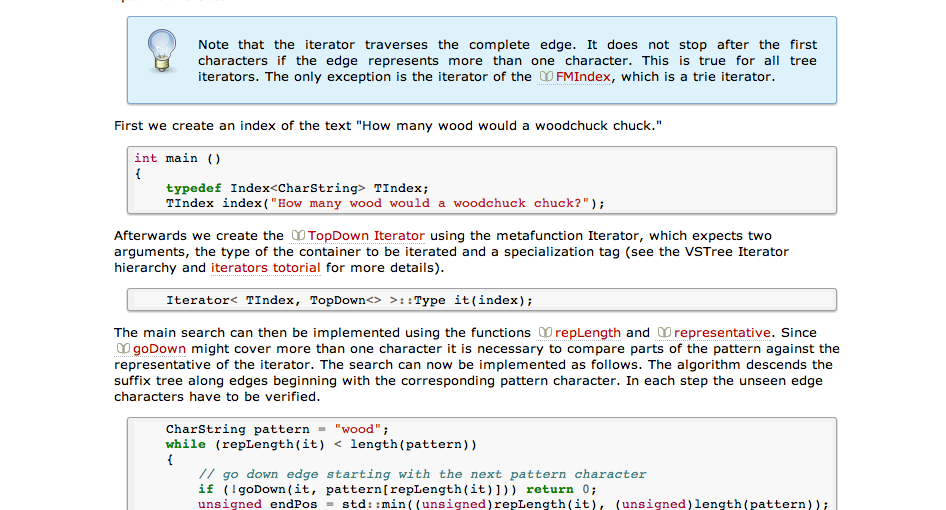 Note that the iterator traverses the complete edge. It does not stop after the first
characters if the edge represents more than one character. This is true for all tree
iterators. The only exception is the iterator of the FMIndex, which is a trie iterator.
First we create an index of the text "How many wood would a woodchuck chuck."
int main ()
{
    typedef Index<CharString> TIndex;
    TIndex index("How many wood would a woodchuck chuck?");
Afterwards we create the TopDown Iterator using the metafunction Iterator, which expects two
arguments, the type of the container to be iterated and a specialization tag (see the VSTree Iterator
hierarchy and iterators totorial for more details).
    Iterator< TIndex, TopDown<> >::Type it(index);
The main search can then be implemented using the functions repLength and representative. Since
goDown might cover more than one character it is necessary to compare parts of the pattern against the
representative of the iterator. The search can now be implemented as follows. The algorithm descends the
suffix tree along edges beginning with the corresponding pattern character. In each step the unseen edge
characters have to be verified.
    CharString pattern = "wood";
    while (repLength(it) < length(pattern))
    {
        // go down edge starting with the next pattern character
        if (!goDown(it, pattern[repLength(it)])) return 0;
        unsigned endPos = std::min((unsigned)repLength(it), (unsigned)length(pattern));